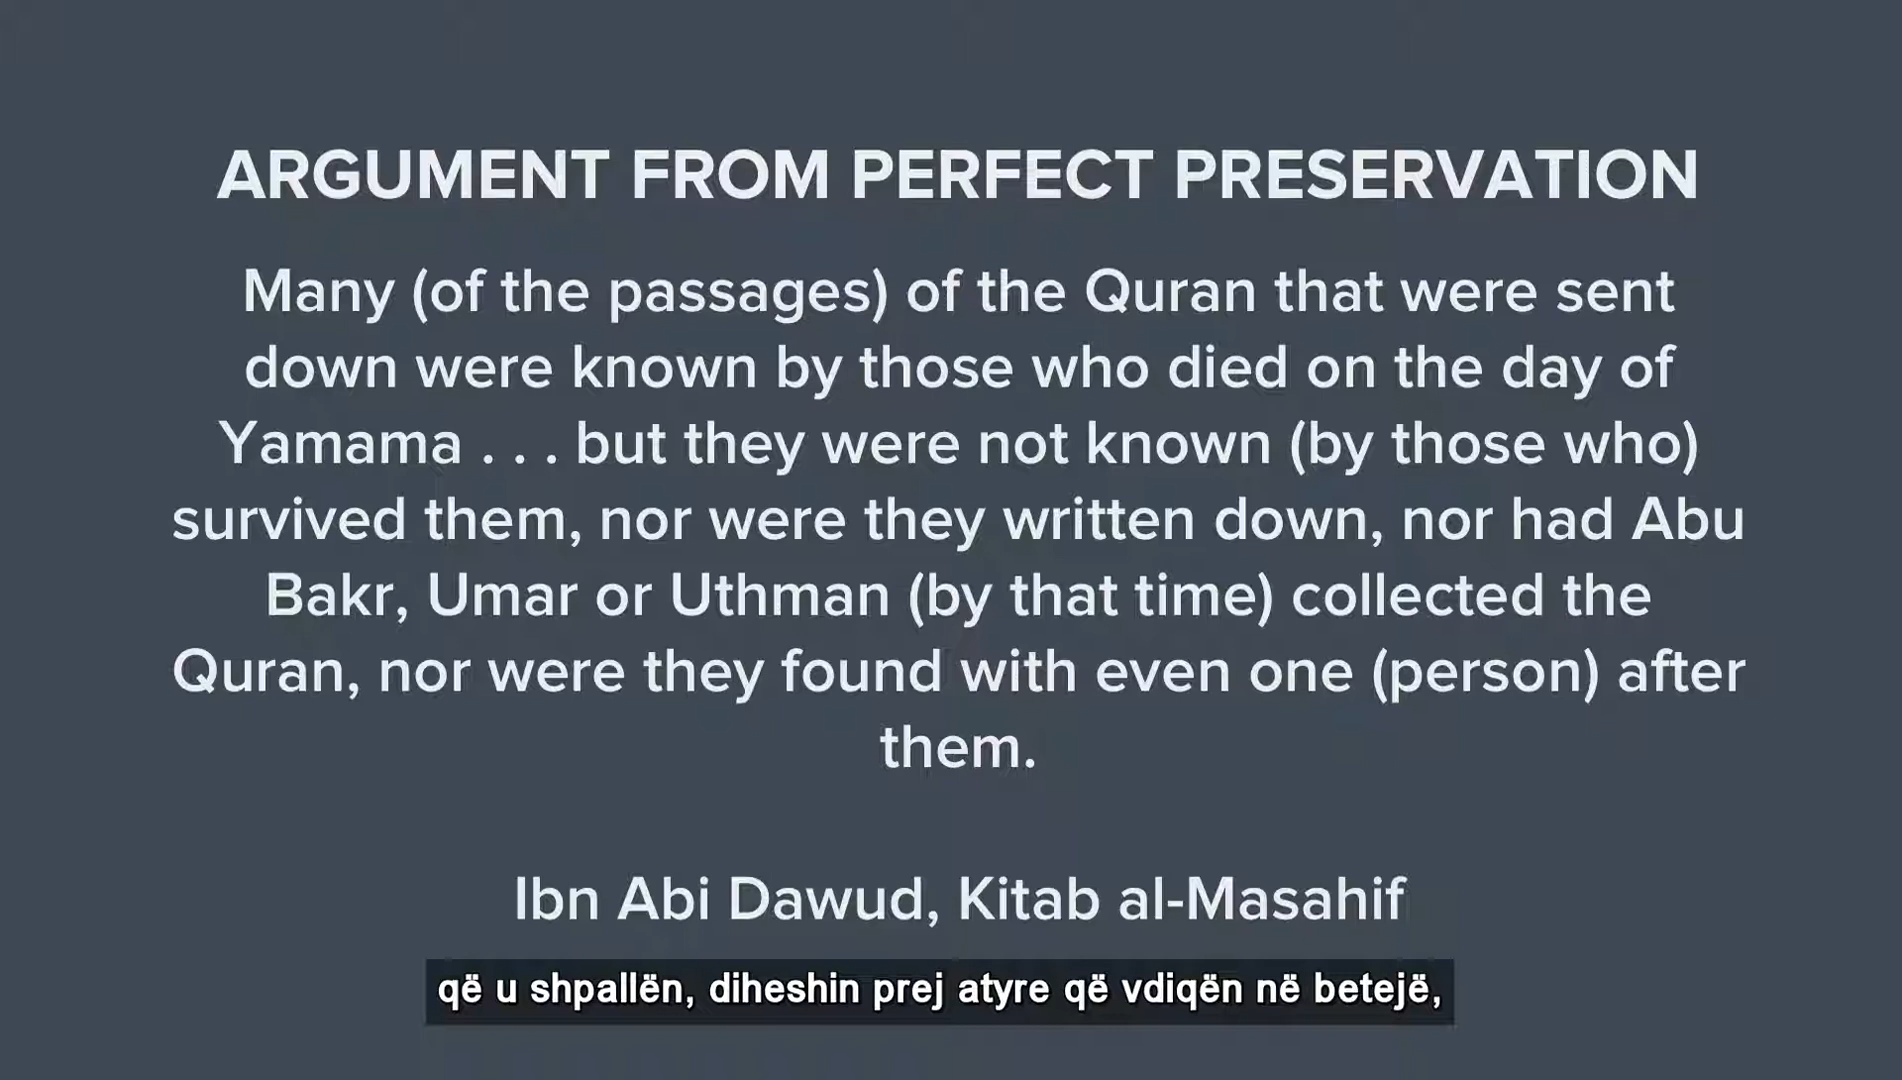 ARGUMENT FROM PERFECT PRESERVATION
Many (of the passages) of the Quran that were sent
down were known by those who died on the day of
Yamama . . . but they were not known (by those who)
survived them, nor were they written down, nor had Abu
Bakr, Umar or Uthman (by that time) collected the
Quran, nor were they found with even one (person) after
them.
Ibn Abi Dawud, Kitab al-Masahif
që u shpallën, diheshin prej atyre që vdiqën në betejë,